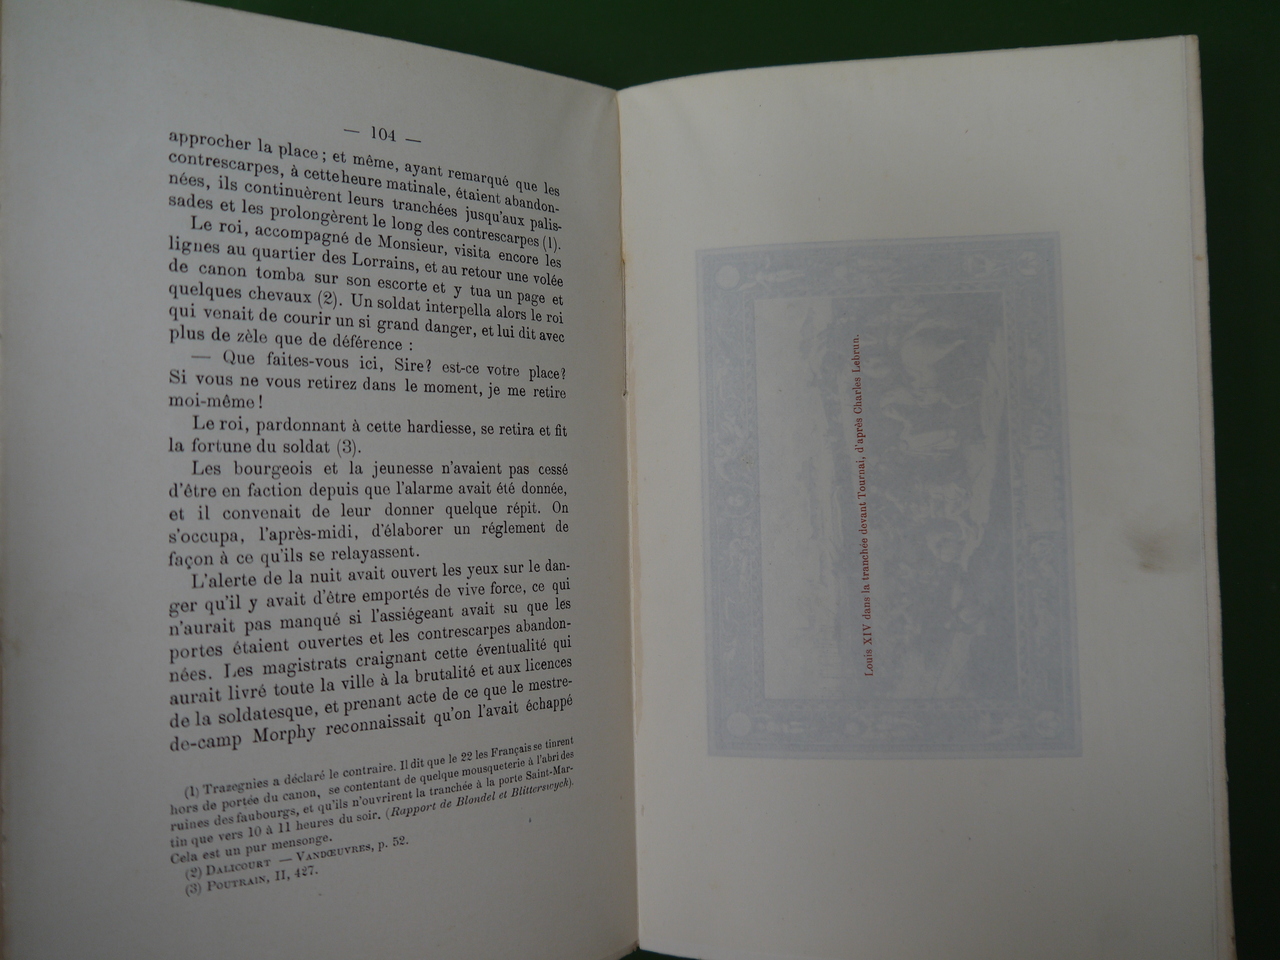 — 104 —
approcher la place ; et même, ayant remarqué que les
contrescarpes, à cette heure matinale, étaient abandon-
nées, ils continuèrent leurs tranchées jusqu'aux palis-
sades et les prolongèrent le long des contrescarpes (1).
Le roi, accompagné de Monsieur, visita encore les
lignes au quartier des Lorrains, et au retour une volée
de canon tomba sur son escorte et y tua un page et
quelques chevaux (2). Un soldat interpella alors le roi
qui venait de courir un si grand danger, et lui dit avec
plus de zèle que de déférence :
— Que faites-vous ici, Sire? est-ce votre place?
Si vous ne vous retirez dans le moment, je me retire
moi-même !
Le roi, pardonnant à cette hardiesse, se retira et fit
la fortune du soldat (3).
Les bourgeois et la jeunesse n'avaient pas cessé
d'être en faction depuis que l'alarme avait été donnée,
et il convenait de leur donner quelque répit. On
s'occupa, l'après-midi, d'élaborer un réglement de
façon à ce qu'ils se relayassent.
L'alerte de la nuit avait ouvert les yeux sur le dan-
ger qu'il y avait d'être emportés de vive force, ce qui
n'aurait pas manqué si l'assiégeant avait su que les
portes étaient ouvertes et les contrescarpes abandon-
nées. Les magistrats craignant cette éventualité qui
aurait livré toute la ville à la brutalité et aux licences
de la soldatesque, et prenant acte de ce que le mestre-
de-camp Morphy reconnaissait qu'on l'avait échappé
(1) Trazegnies a déclaré le contraire. Il dit que le 22 les Français se tinrent
hors de portée du canon, se contentant de quelque mousqueterie à l'abri des
ruines des faubourgs, et qu'ils n'ouvrirent la tranchée à la porte Saint-Mar-
tin que vers 10 à 11 heures du soir. (Rapport de Blondel et Blitterswyck).
Cela est un pur mensonge.
(2) DALICOURT — VANDŒUVRES, p. 52.
(3) POUTRAIN, II, 427.
Louis XIV dans la tranchée devant Tournai, d'après Charles Lebrun.